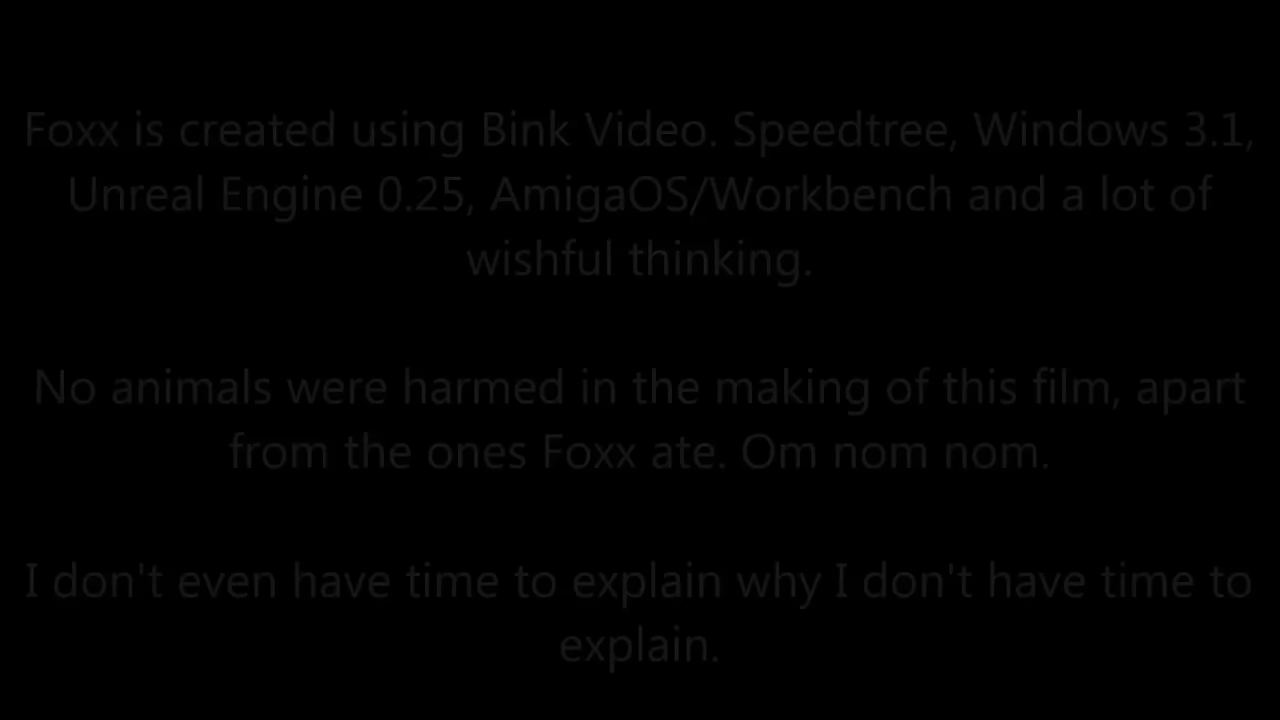 Foxx is created using Bink Video. Speedtree, Windows 3.1,
Unreal Engine 0.25, AmigaOS/Workbench and a lot of
wishful thinking.
No animals were harmed in the making of this film, apart
from the ones Foxx ate. Om nom nom.
I don't even have time to explain why I don't have time to
explain.